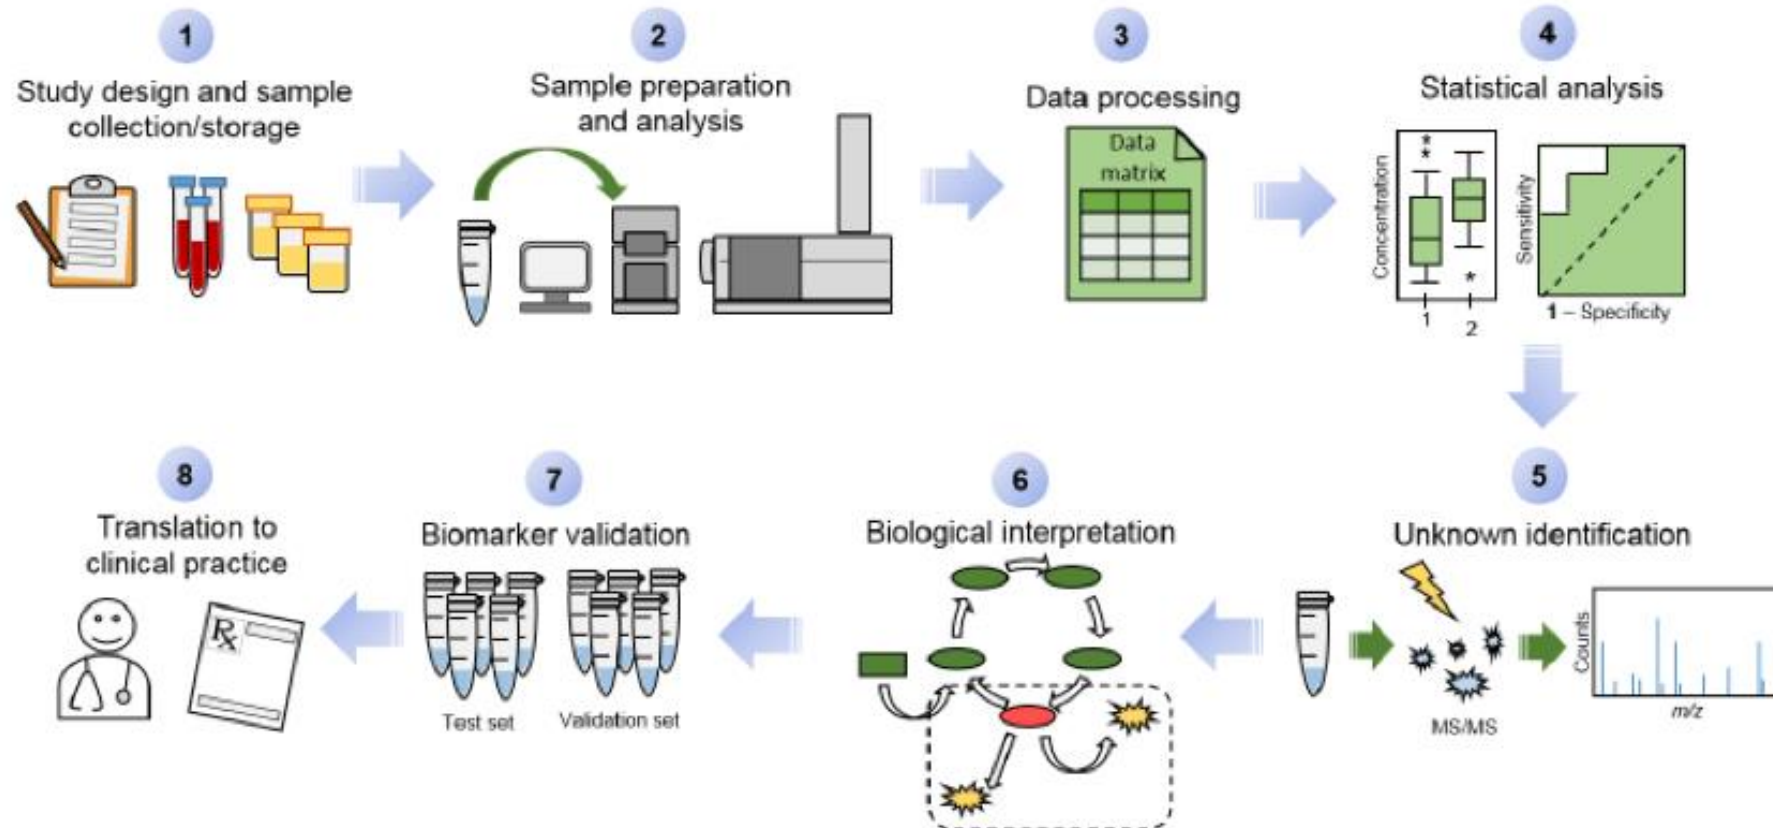 1
Study design and sample
collection/storage
2
Sample preparation
and analysis
3
Data processing
Data
matrix
4
Statistical analysis
Concentration
**
*
1
2
Sensitivity
1 – Specificity
5
Unknown identification
MS/MS
Counts
m/z
6
Biological interpretation
7
Biomarker validation
Test set
Validation set
8
Translation to
clinical practice
Rx